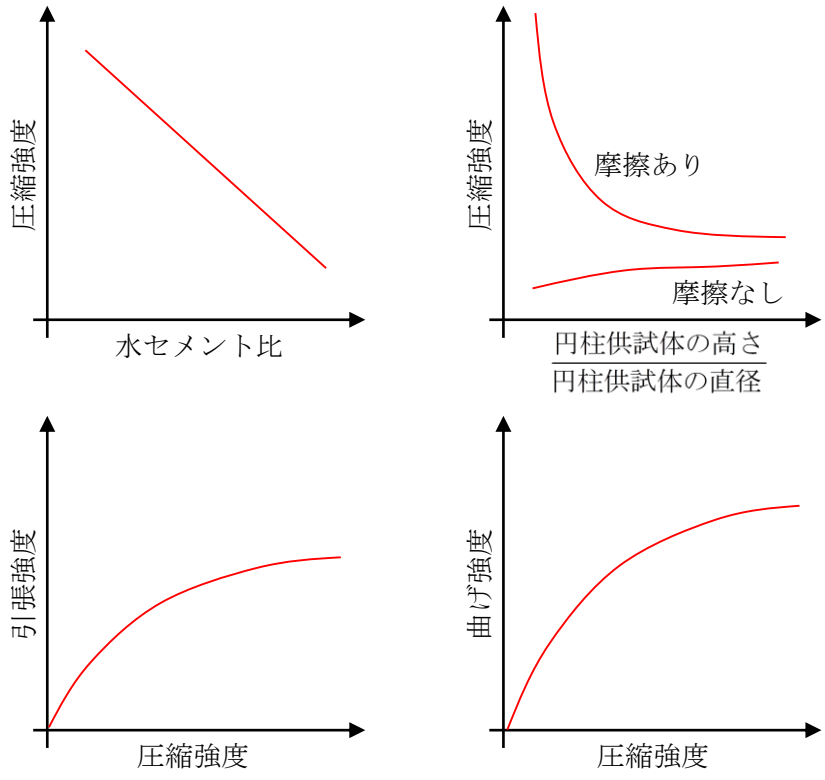 圧縮強度
水セメント比
圧縮強度
摩擦あり
摩擦なし
円柱供試体の高さ
円柱供試体の直径
引張強度
圧縮強度
曲げ強度
圧縮強度